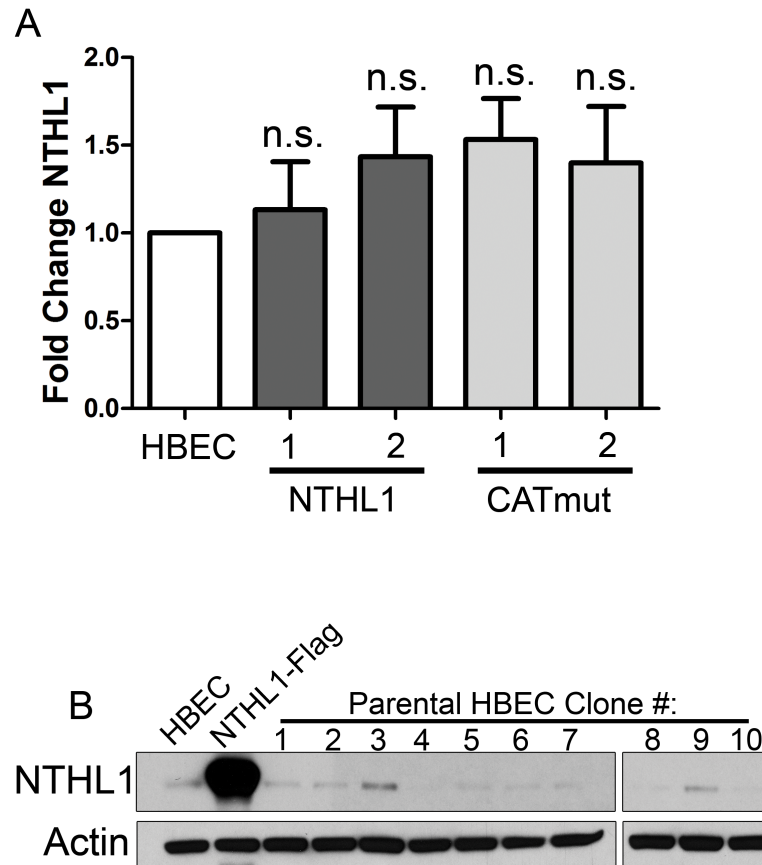 A
Fold Change NTHL1
2.0
1.5
1.0
0.5
0.0
n.s.
n.s.
n.s.
n.s.
HBEC
1 2 1 2
NTHL1 CATmut
B
HBEC
NTHL1-Flag
Parental HBEC Clone #:
1 2 3 4 5 6 7 8 9 10
NTHL1
Actin